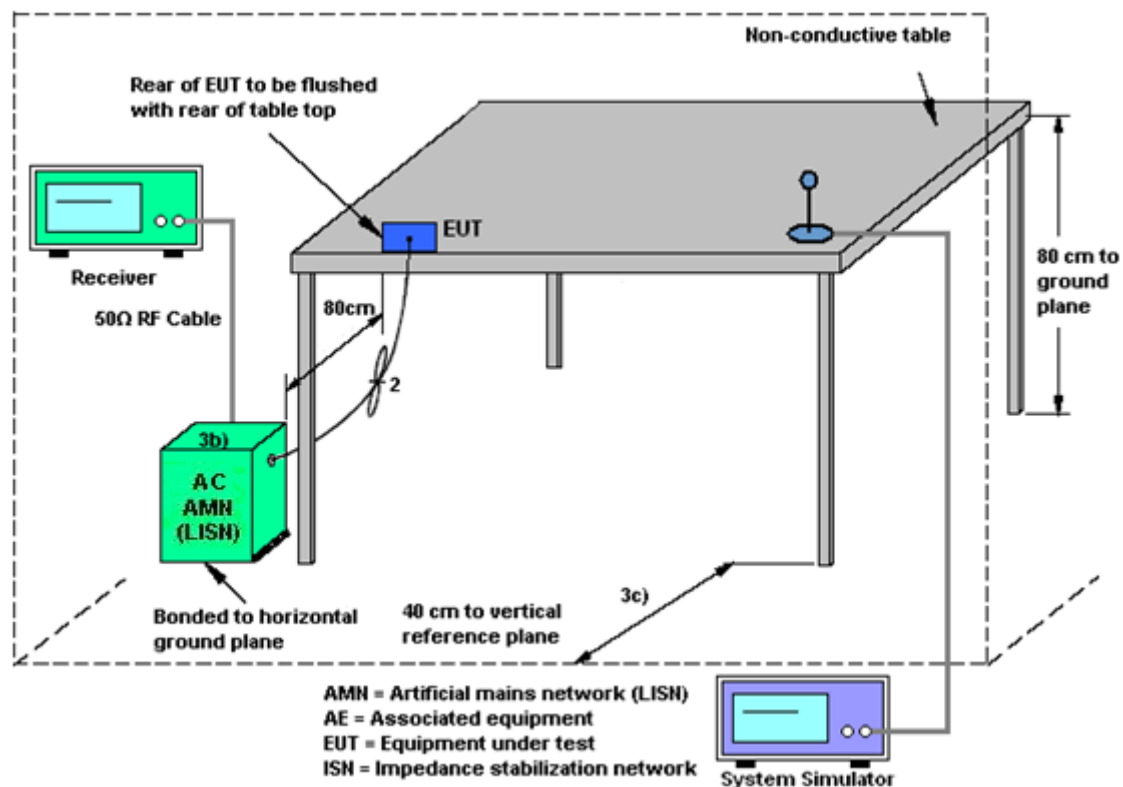 Non-conductive table
Rear of EUT to be flushed
with rear of table top
EUT
Receiver
80cm
80 cm to
ground
plane
50Ω RF Cable
2
3b)
AC
AMN
(LISN)
Bonded to horizontal
ground plane
40 cm to vertical
reference plane
3c)
AMN = Artificial mains network (LISN)
AE = Associated equipment
EUT = Equipment under test
ISN = Impedance stabilization network
System Simulator